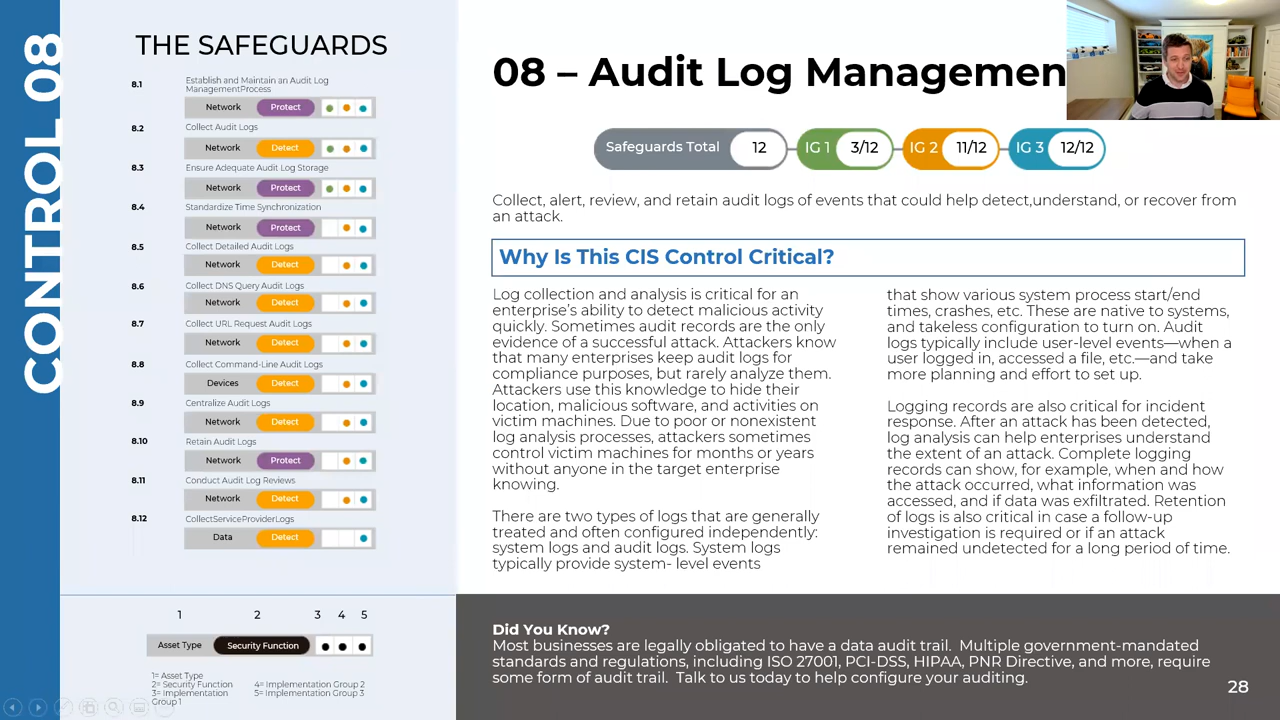 CONTROL 08
THE SAFEGUARDS
8.1
Establish and Maintain an Audit Log
ManagementProcess
Network Protect
8.2
Collect Audit Logs
Network Detect
8.3
Ensure Adequate Audit Log Storage
Network Protect
8.4
Standardize Time Synchronization
Network Protect
8.5
Collect Detailed Audit Logs
Network Detect
8.6
Collect DNS Query Audit Logs
Network Detect
8.7
Collect URL Request Audit Logs
Network Detect
8.8
Collect Command-Line Audit Logs
Devices Detect
8.9
Centralize Audit Logs
Network Detect
8.10
Retain Audit Logs
Network Protect
8.11
Conduct Audit Log Reviews
Network Detect
8.12
CollectServiceProviderLogs
Data Detect
1 2 3 4 5
Asset Type Security Function
1= Asset Type
2= Security Function
3= Implementation
Group 1
4= Implementation Group 2
5= Implementation Group 3
08 – Audit Log Managemen
Safeguards Total 12 IG 1 3/12 IG 2 11/12 IG 3 12/12
Collect, alert, review, and retain audit logs of events that could help detect,understand, or recover from
an attack.
Why Is This CIS Control Critical?
Log collection and analysis is critical for an
enterprise’s ability to detect malicious activity
quickly. Sometimes audit records are the only
evidence of a successful attack. Attackers know
that many enterprises keep audit logs for
compliance purposes, but rarely analyze them.
Attackers use this knowledge to hide their
location, malicious software, and activities on
victim machines. Due to poor or nonexistent
log analysis processes, attackers sometimes
control victim machines for months or years
without anyone in the target enterprise
knowing.
There are two types of logs that are generally
treated and often configured independently:
system logs and audit logs. System logs
typically provide system- level events
that show various system process start/end
times, crashes, etc. These are native to systems,
and takeless configuration to turn on. Audit
logs typically include user-level events—when a
user logged in, accessed a file, etc.—and take
more planning and effort to set up.
Logging records are also critical for incident
response. After an attack has been detected,
log analysis can help enterprises understand
the extent of an attack. Complete logging
records can show, for example, when and how
the attack occurred, what information was
accessed, and if data was exfiltrated. Retention
of logs is also critical in case a follow-up
investigation is required or if an attack
remained undetected for a long period of time.
Did You Know?
Most businesses are legally obligated to have a data audit trail. Multiple government-mandated
standards and regulations, including ISO 27001, PCI-DSS, HIPAA, PNR Directive, and more, require
some form of audit trail. Talk to us today to help configure your auditing.
28